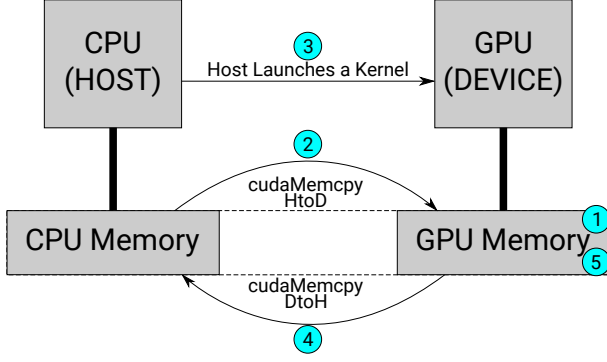 CPU
(HOST)
3
Host Launches a Kernel
GPU
(DEVICE)
2
cudaMemcpy
HtoD
CPU Memory
GPU Memory
1
5
cudaMemcpy
DtoH
4